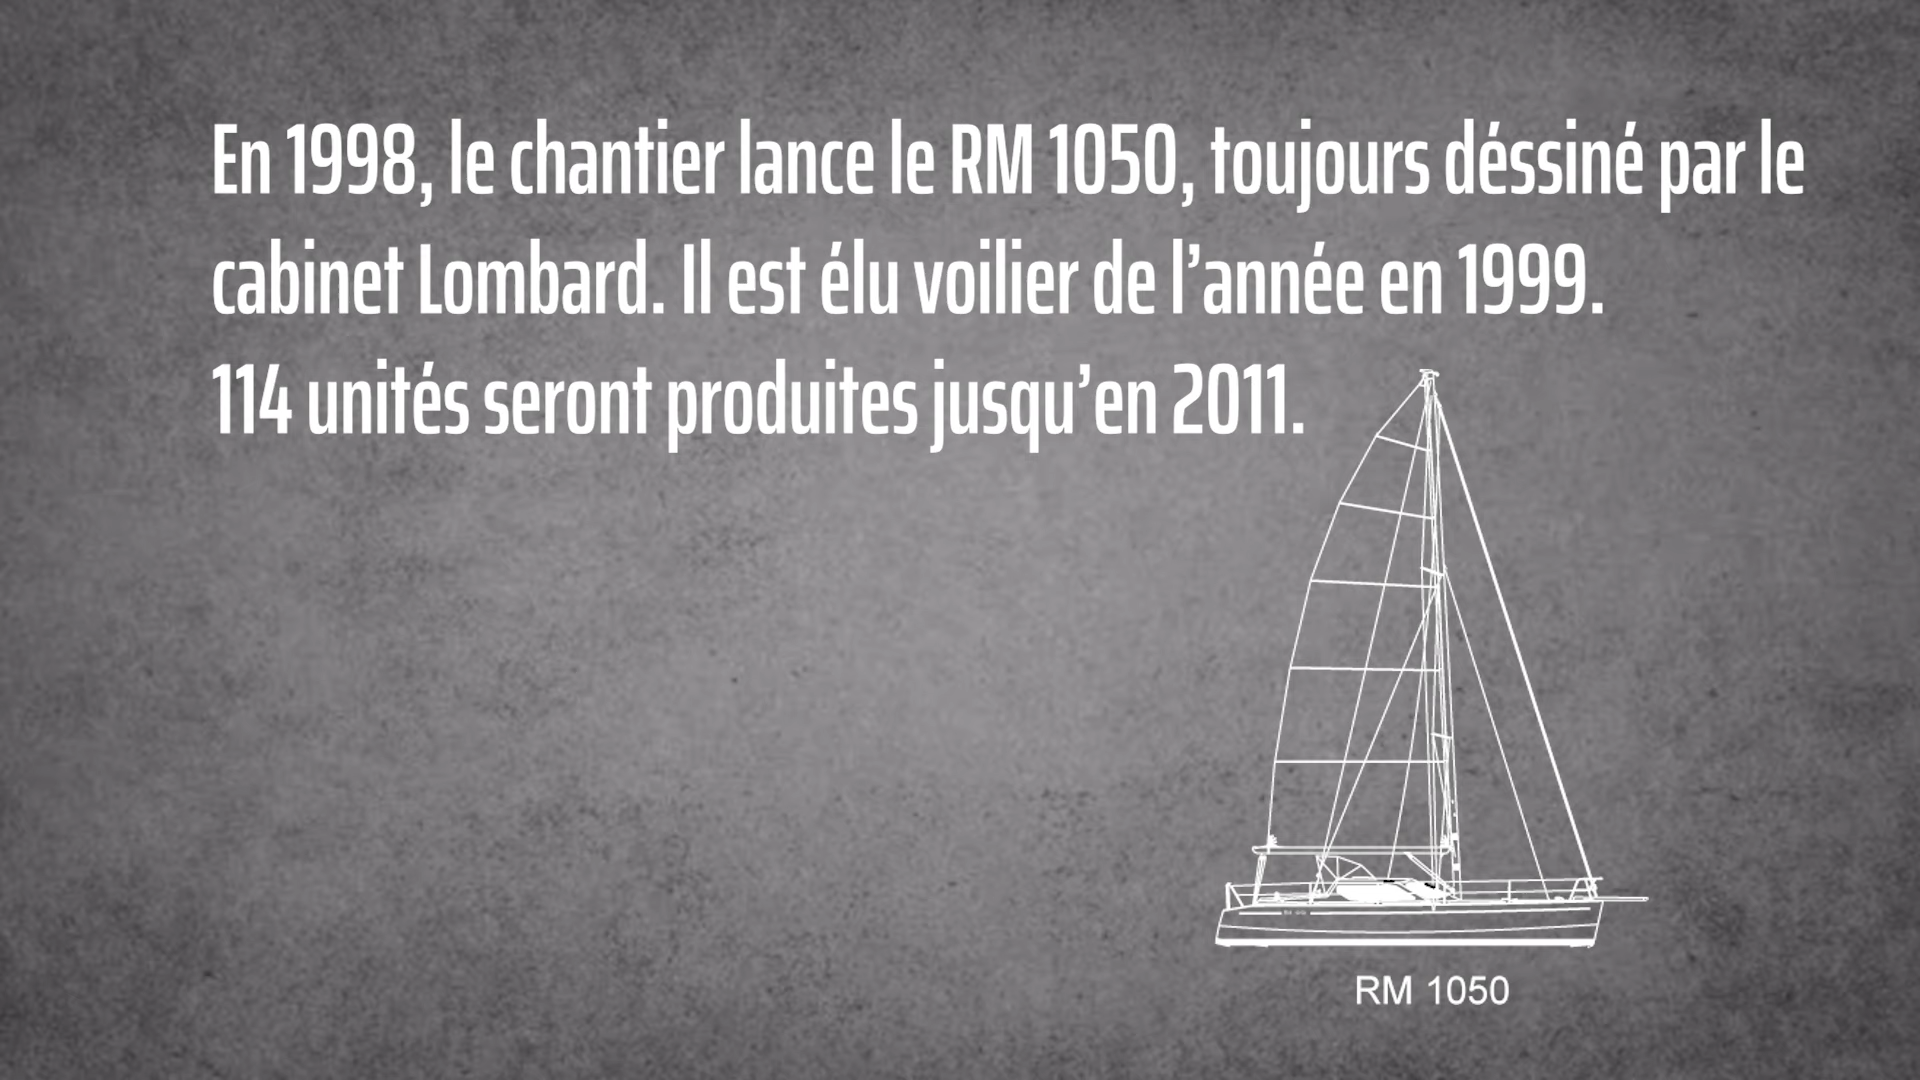 En 1998, le chantier lance le RM 1050, toujours déssiné par le
cabinet Lombard. Il est élu voilier de l’année en 1999.
114 unités seront produites jusqu’en 2011.
RM 1050